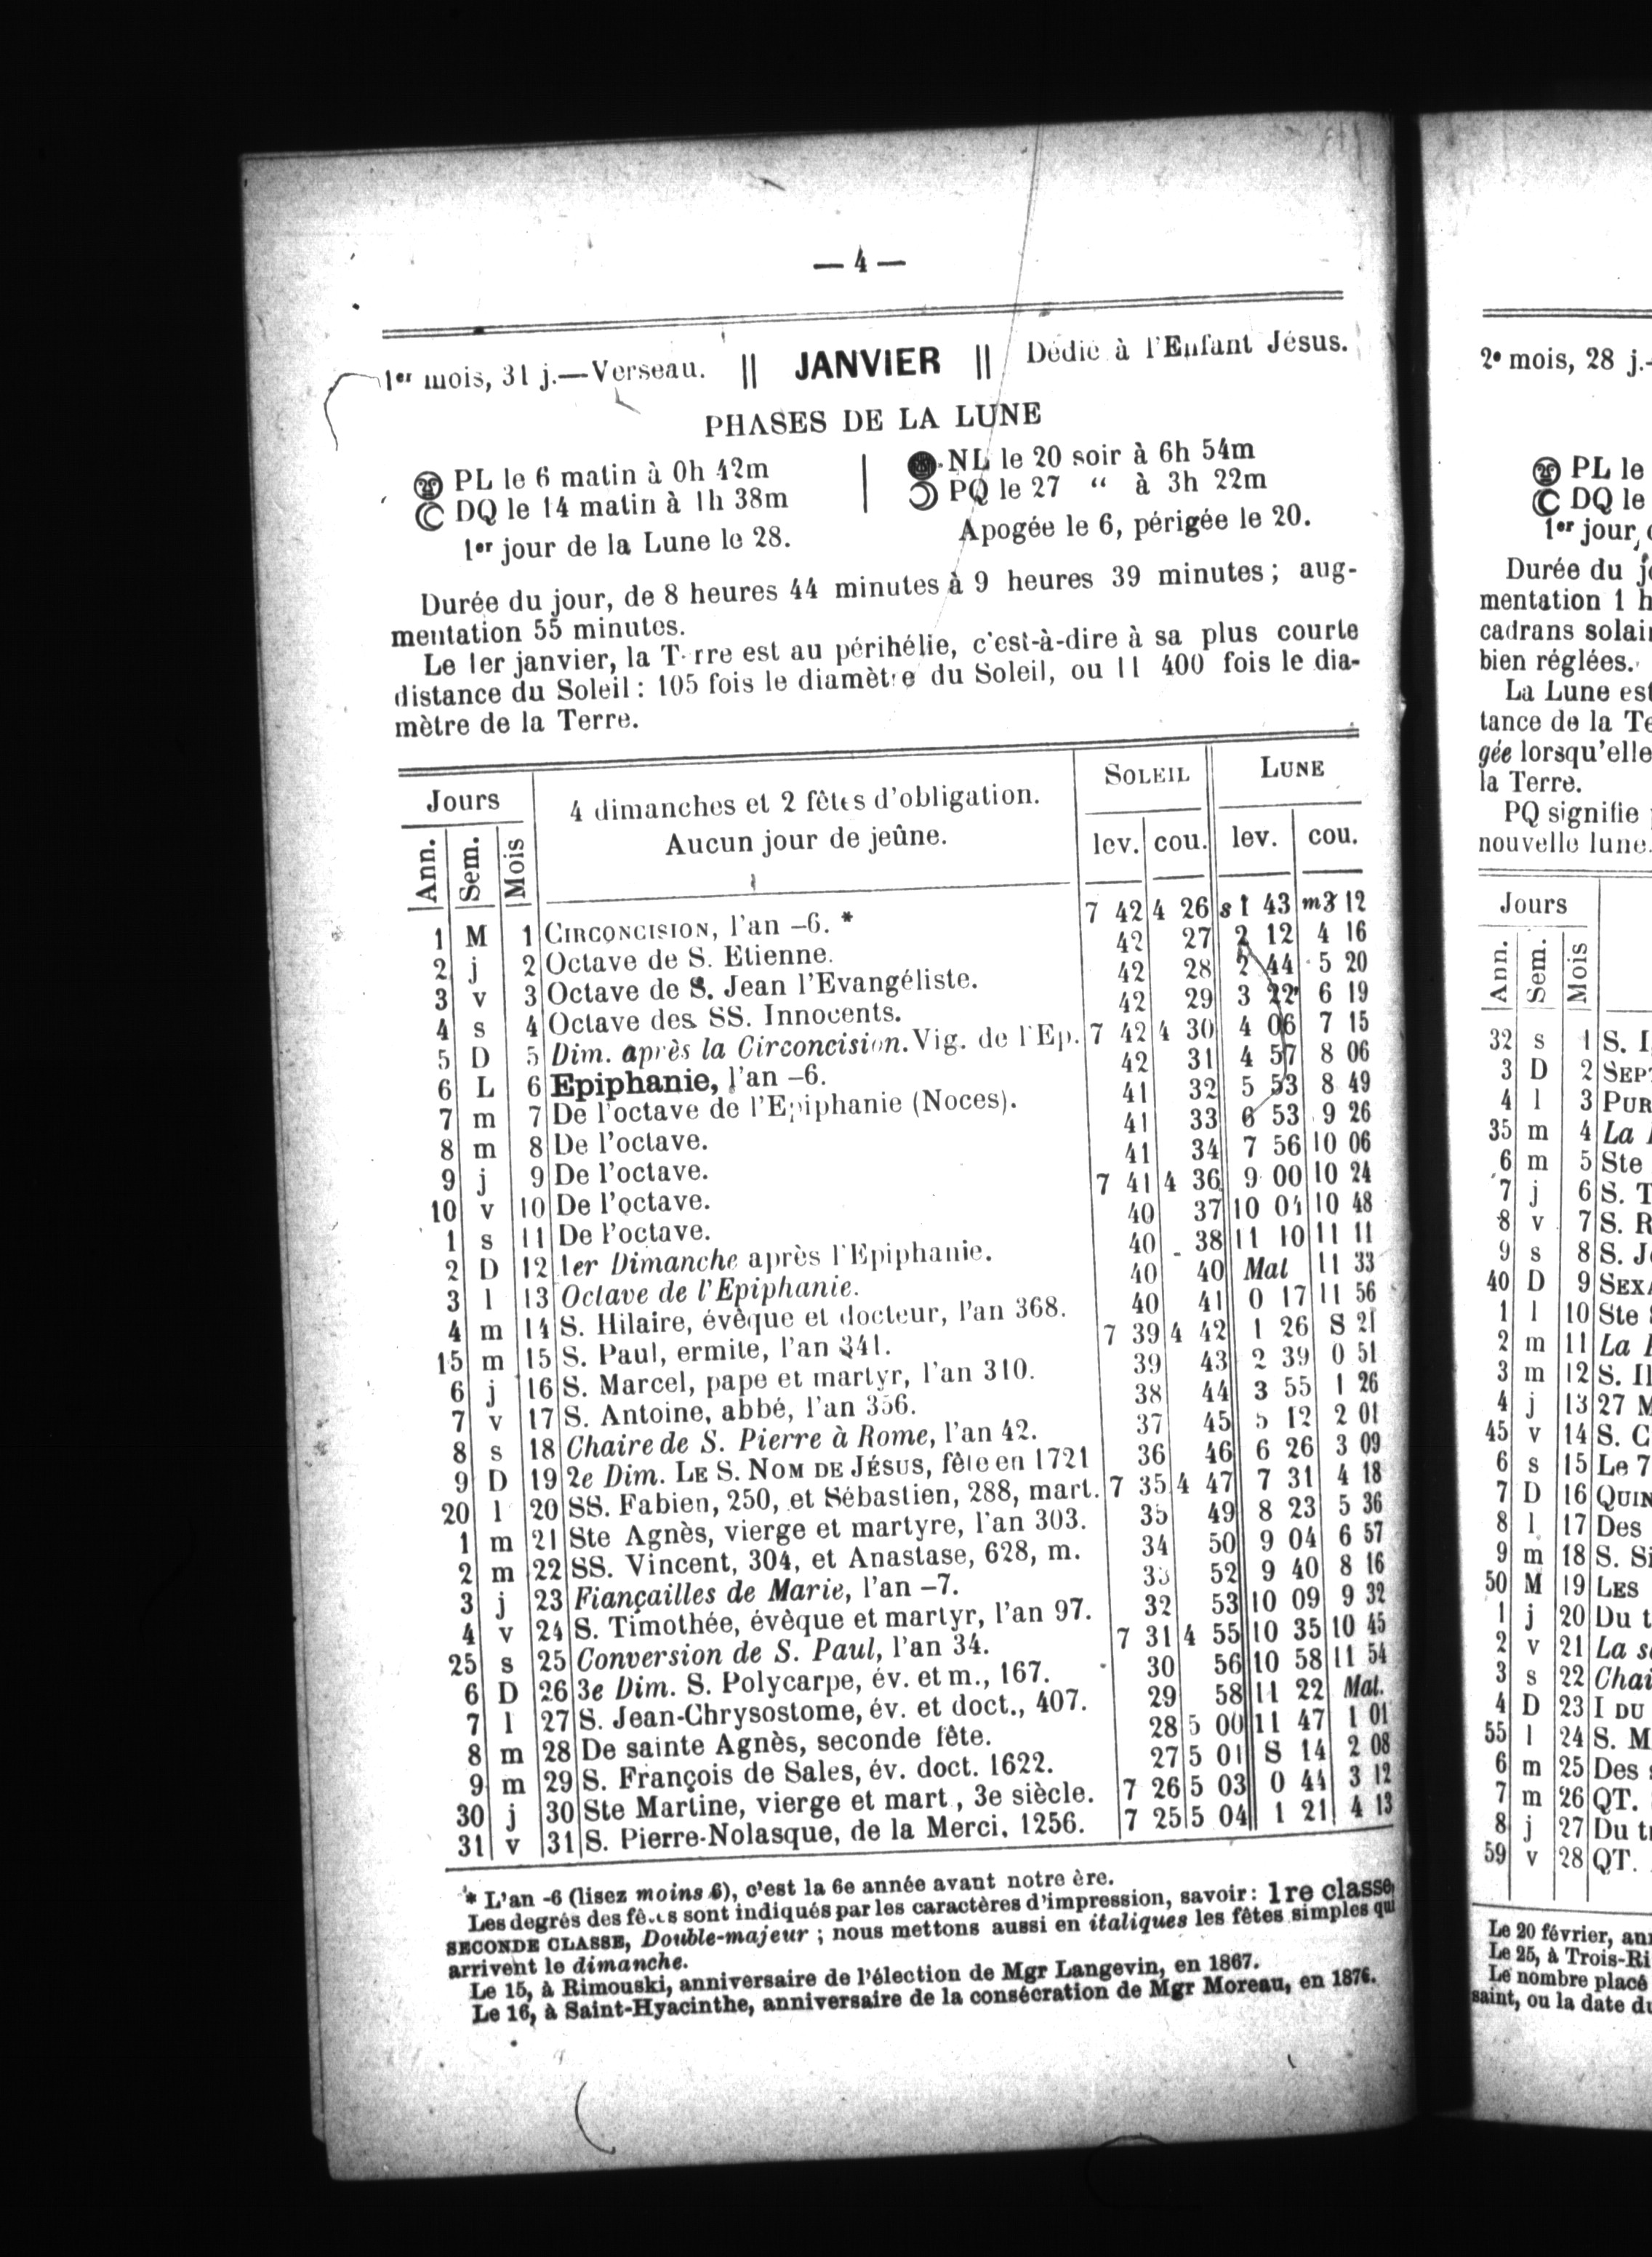 — 4 —
1er mois, 31 j.—Verseau. || JANVIER || Dédié à l'Enfant Jésus.
PHASES DE LA LUNE
PL le 6 matin à 0h 42m | NL le 20 soir à 6h 54m
DQ le 14 matin à 1h 38m | PQ le 27 “ à 3h 22m
1er jour de la Lune le 28. Apogée le 6, périgée le 20.
Durée du jour, de 8 heures 44 minutes à 9 heures 39 minutes ; aug-
mentation 55 minutes.
Le 1er janvier, la T rre est au périhélie, c'est-à-dire à sa plus courte
distance du Soleil : 105 fois le diamètre du Soleil, ou 11 400 fois le dia-
mètre de la Terre.
Jours 4 dimanches et 2 fêtes d'obligation. SOLEIL LUNE
Ann. Sem. Mois Aucun jour de jeûne. lev. cou. lev. cou.
1 M 1 CIRCONCISION, l'an –6. * 7 42 4 26 s 1 43 m 3 12
2 j 2 Octave de S. Etienne. 42 27 2 12 4 16
3 v 3 Octave de S. Jean l'Evangéliste. 42 28 2 44 5 20
4 s 4 Octave des SS. Innocents. 42 29 3 22 6 19
5 D 5 Dim. après la Circoncision. Vig. de l'Ep. 7 42 4 30 4 06 7 15
6 L 6 Epiphanie, l'an –6. 42 31 4 57 8 06
7 m 7 De l'octave de l'Epiphanie (Noces). 41 32 5 53 8 49
8 m 8 De l'octave. 41 33 6 53 9 26
9 j 9 De l'octave. 41 34 7 56 10 06
10 v 10 De l'octave. 7 41 4 36 9 00 10 24
1 s 11 De l'octave. 40 37 10 04 10 48
2 D 12 1er Dimanche après l'Epiphanie. 40 38 11 10 11 11
3 l 13 Octave de l'Epiphanie. 40 40 Mat 11 33
4 m 14 S. Hilaire, évêque et docteur, l'an 368. 40 41 0 17 11 56
15 m 15 S. Paul, ermite, l'an 341. 7 39 4 42 1 26 S 21
6 j 16 S. Marcel, pape et martyr, l'an 310. 39 43 2 39 0 51
7 v 17 S. Antoine, abbé, l'an 356. 38 44 3 55 1 26
8 s 18 Chaire de S. Pierre à Rome, l'an 42. 37 45 5 12 2 01
9 D 19 2e Dim. LE S. NOM DE JÉSUS, fête en 1721 36 46 6 26 3 09
20 l 20 SS. Fabien, 250, et Sébastien, 288, mart. 7 35 4 47 7 31 4 18
1 m 21 Ste Agnès, vierge et martyre, l'an 303. 35 49 8 23 5 36
2 m 22 SS. Vincent, 304, et Anastase, 628, m. 34 50 9 04 6 57
3 j 23 Fiançailles de Marie, l'an –7. 33 52 9 40 8 16
4 v 24 S. Timothée, évêque et martyr, l'an 97. 32 53 10 09 9 32
25 s 25 Conversion de S. Paul, l'an 34. 7 31 4 55 10 35 10 45
6 D 26 3e Dim. S. Polycarpe, év. et m., 167. 30 56 10 58 11 54
7 l 27 S. Jean-Chrysostome, év. et doct., 407. 29 58 11 22 Mat.
8 m 28 De sainte Agnès, seconde fête. 28 5 00 11 47 1 01
9 m 29 S. François de Sales, év. doct. 1622. 27 5 01 S 14 2 08
30 j 30 Ste Martine, vierge et mart , 3e siècle. 7 26 5 03 0 44 3 12
31 v 31 S. Pierre-Nolasque, de la Merci. 1256. 7 25 5 04 1 21 4 13
* L'an -6 (lisez moins 6), c'est la 6e année avant notre ère.
Les degrés des fêtes sont indiqués par les caractères d'impression, savoir : 1re classe
SECONDE CLASSE, Double-majeur ; nous mettons aussi en italiques les fêtes simples qui
arrivent le dimanche.
Le 15, à Rimouski, anniversaire de l'élection de Mgr Langevin, en 1867.
Le 16, à Saint-Hyacinthe, anniversaire de la consécration de Mgr Moreau, en 1876.
2e mois, 28 j.-
PL le
DQ le
1er jour
Durée du
mentation 1 h
cadrans solai
bien réglées.
La Lune est
tance de la Te
gée lorsqu'elle
la Terre.
PQ signifie
nouvelle lune.
Jours
Ann. Sem. Mois
32 s 1 S. I
3 D 2 SEPT
4 l 3 PUR
35 m 4 La
6 m 5 Ste
7 j 6 S. T
8 v 7 S. R
9 s 8 S. J
40 D 9 SEXA
1 l 10 Ste
2 m 11 La
3 m 12 S. Il
4 j 13 27 M
45 v 14 S. C
6 s 15 Le 7
7 D 16 QUIN
8 l 17 Des
9 m 18 S. Si
50 M 19 LES
1 j 20 Du t
2 v 21 La s
3 s 22 Chai
4 D 23 I DU
55 l 24 S. M
6 m 25 Des
7 m 26 QT.
8 j 27 Du t
59 v 28 QT.
Le 20 février, an
Le 25, à Trois-Ri
Le nombre placé
saint, ou la date du